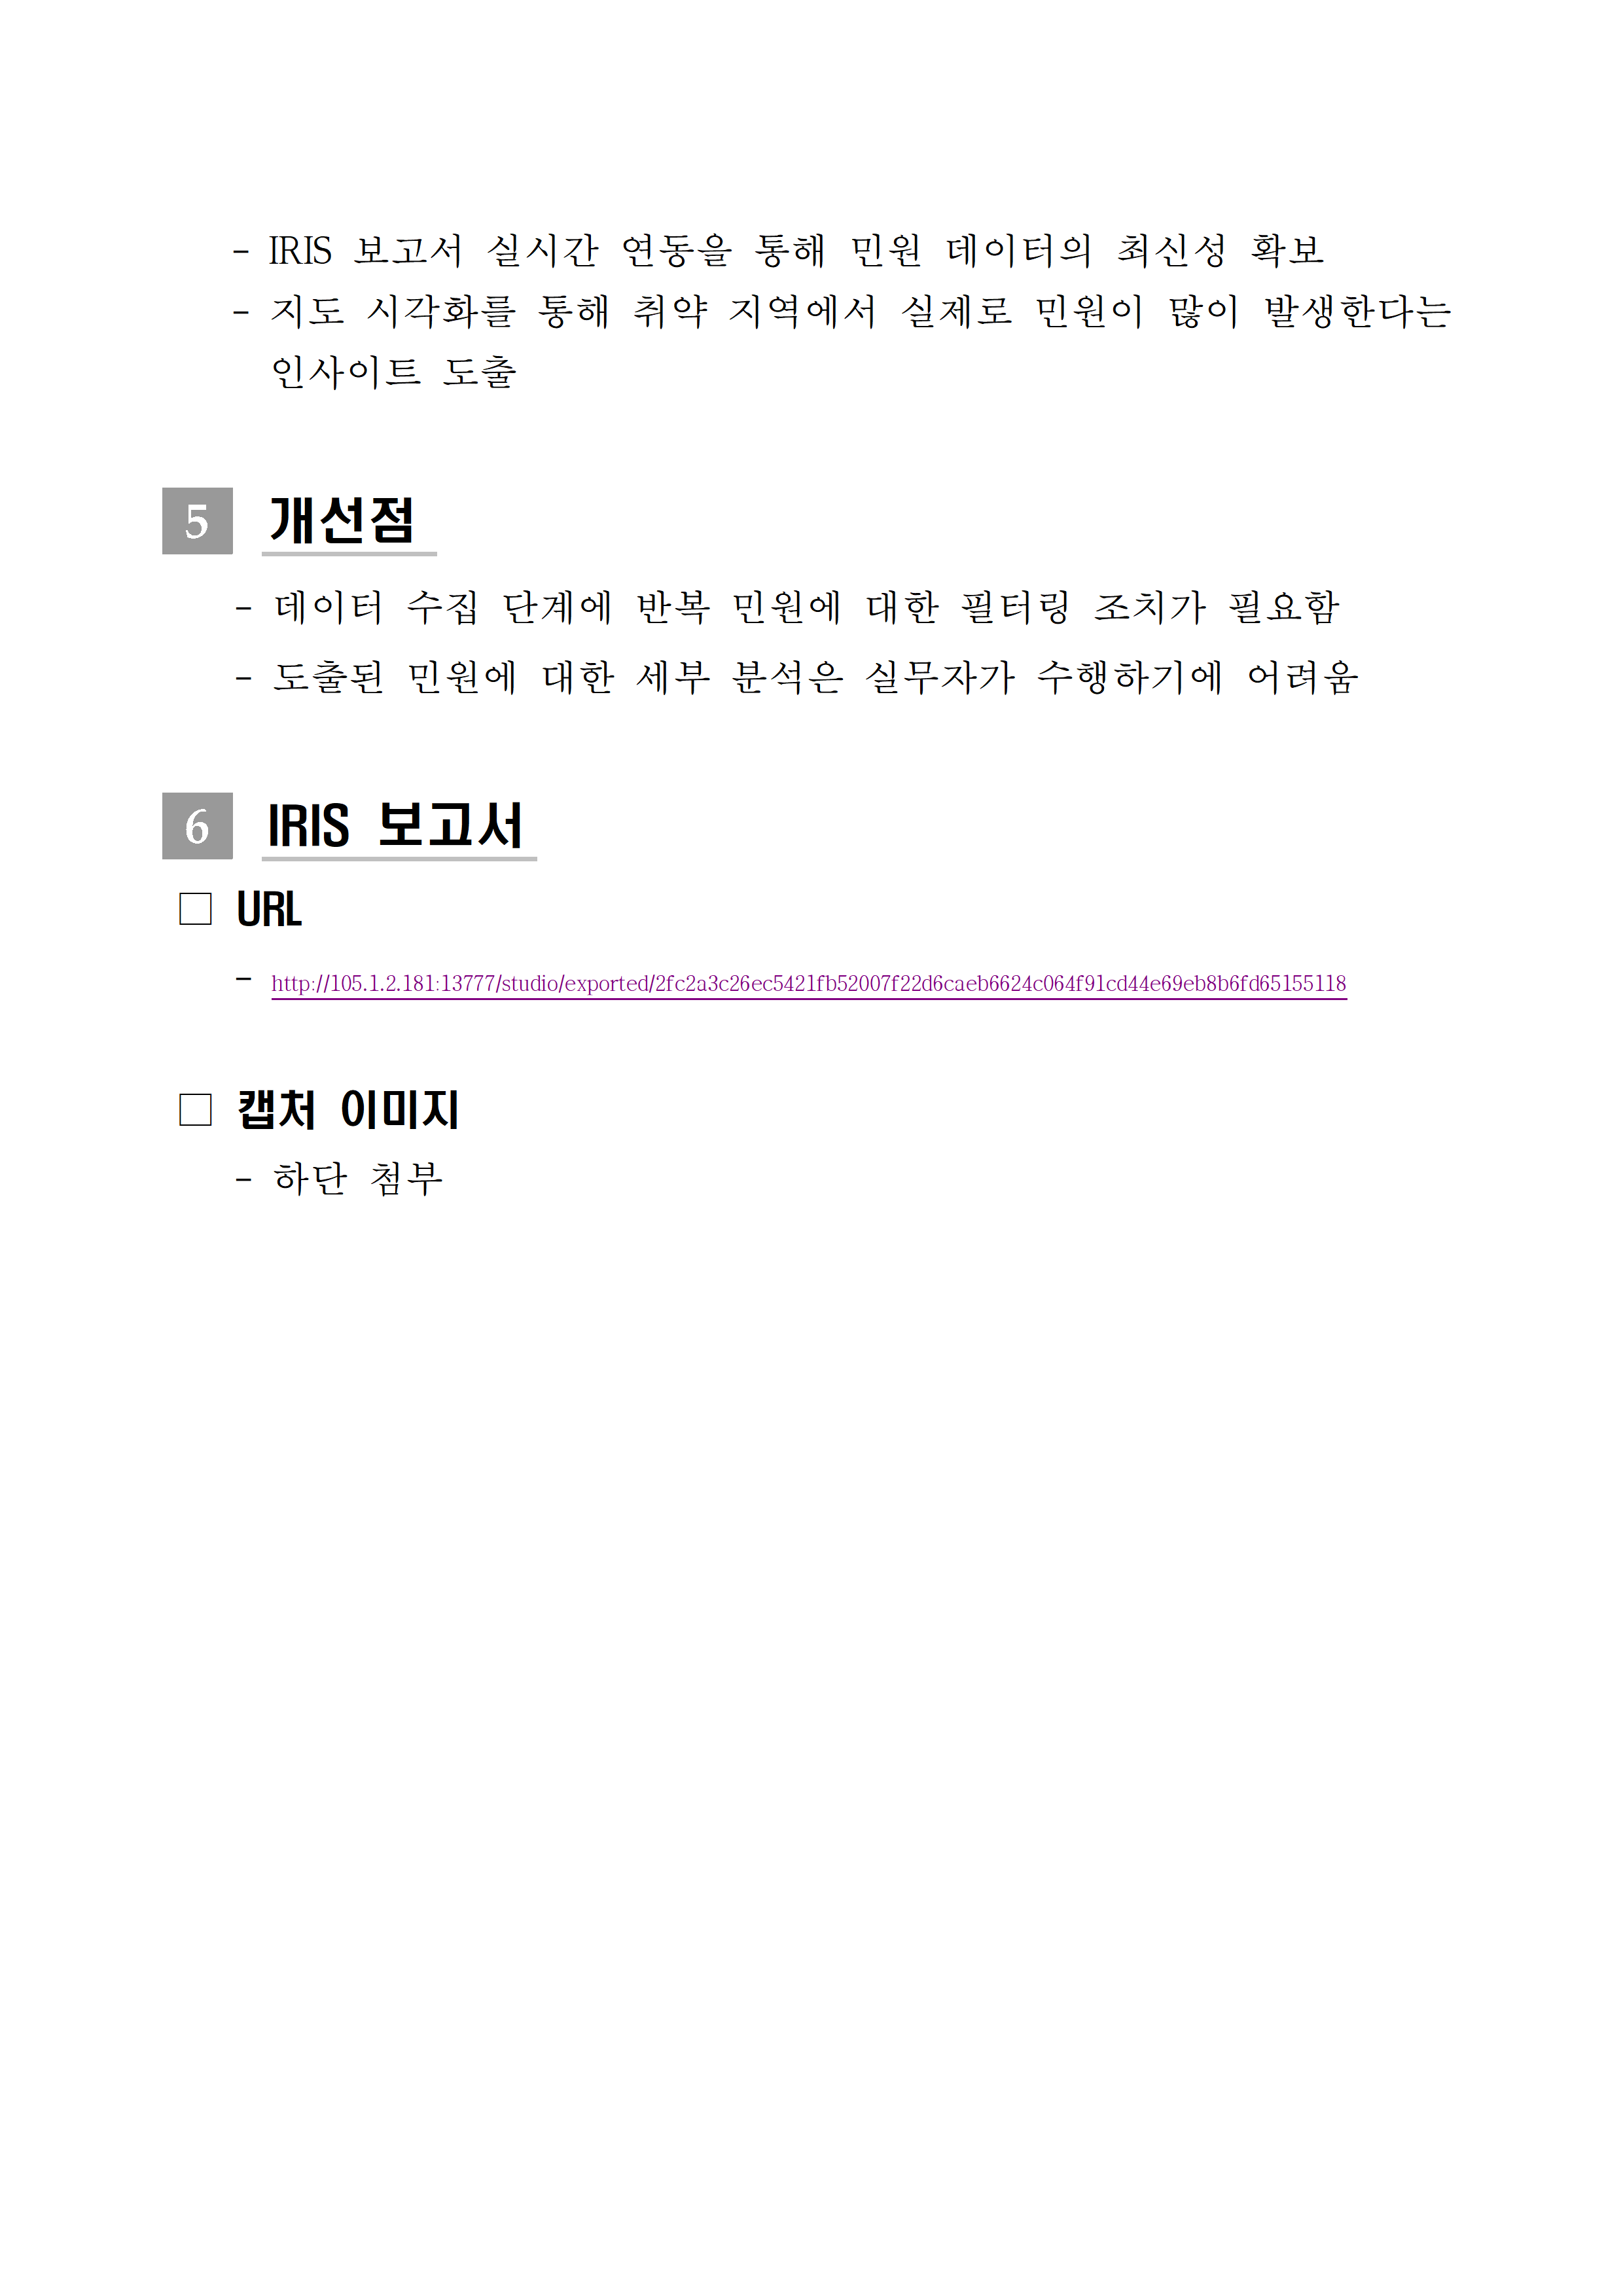 - IRIS 보고서 실시간 연동을 통해 민원 데이터의 최신성 확보
- 지도 시각화를 통해 취약 지역에서 실제로 민원이 많이 발생한다는
인사이트 도출
5 개선점
- 데이터 수집 단계에 반복 민원에 대한 필터링 조치가 필요함
- 도출된 민원에 대한 세부 분석은 실무자가 수행하기에 어려움
6 IRIS 보고서
□ URL
- http://105.1.2.181:13777/studio/exported/2fc2a3c26ec5421fb52007f22d6caeb6624c064f91cd44e69eb8b6fd65155118
□ 캡처 이미지
- 하단 첨부